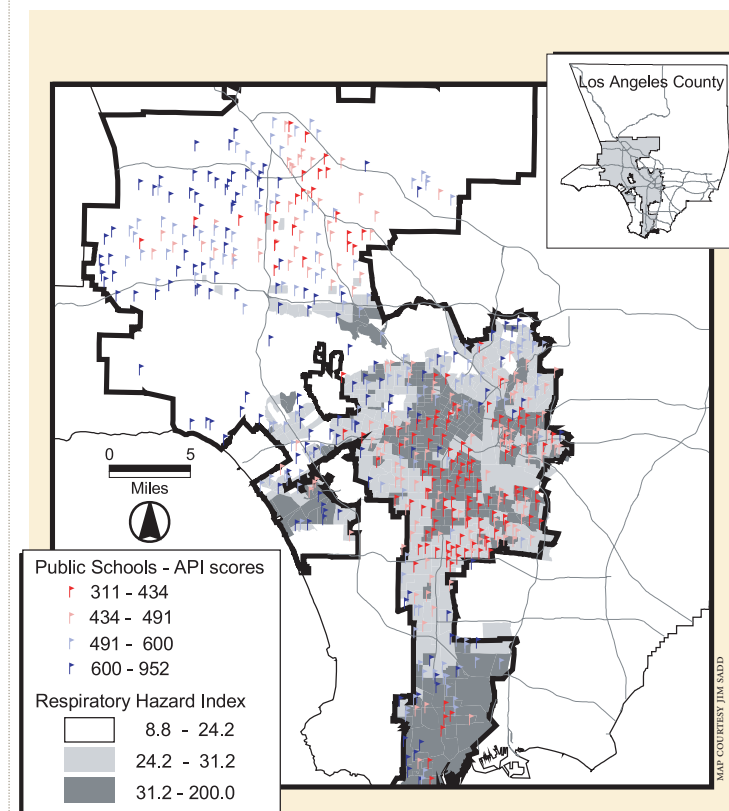 Los Angeles County
0 5
Miles
Public Schools - API scores
311 - 434
434 - 491
491 - 600
600 - 952
Respiratory Hazard Index
8.8 - 24.2
24.2 - 31.2
31.2 - 200.0
MAP COURTESY JIM SADD